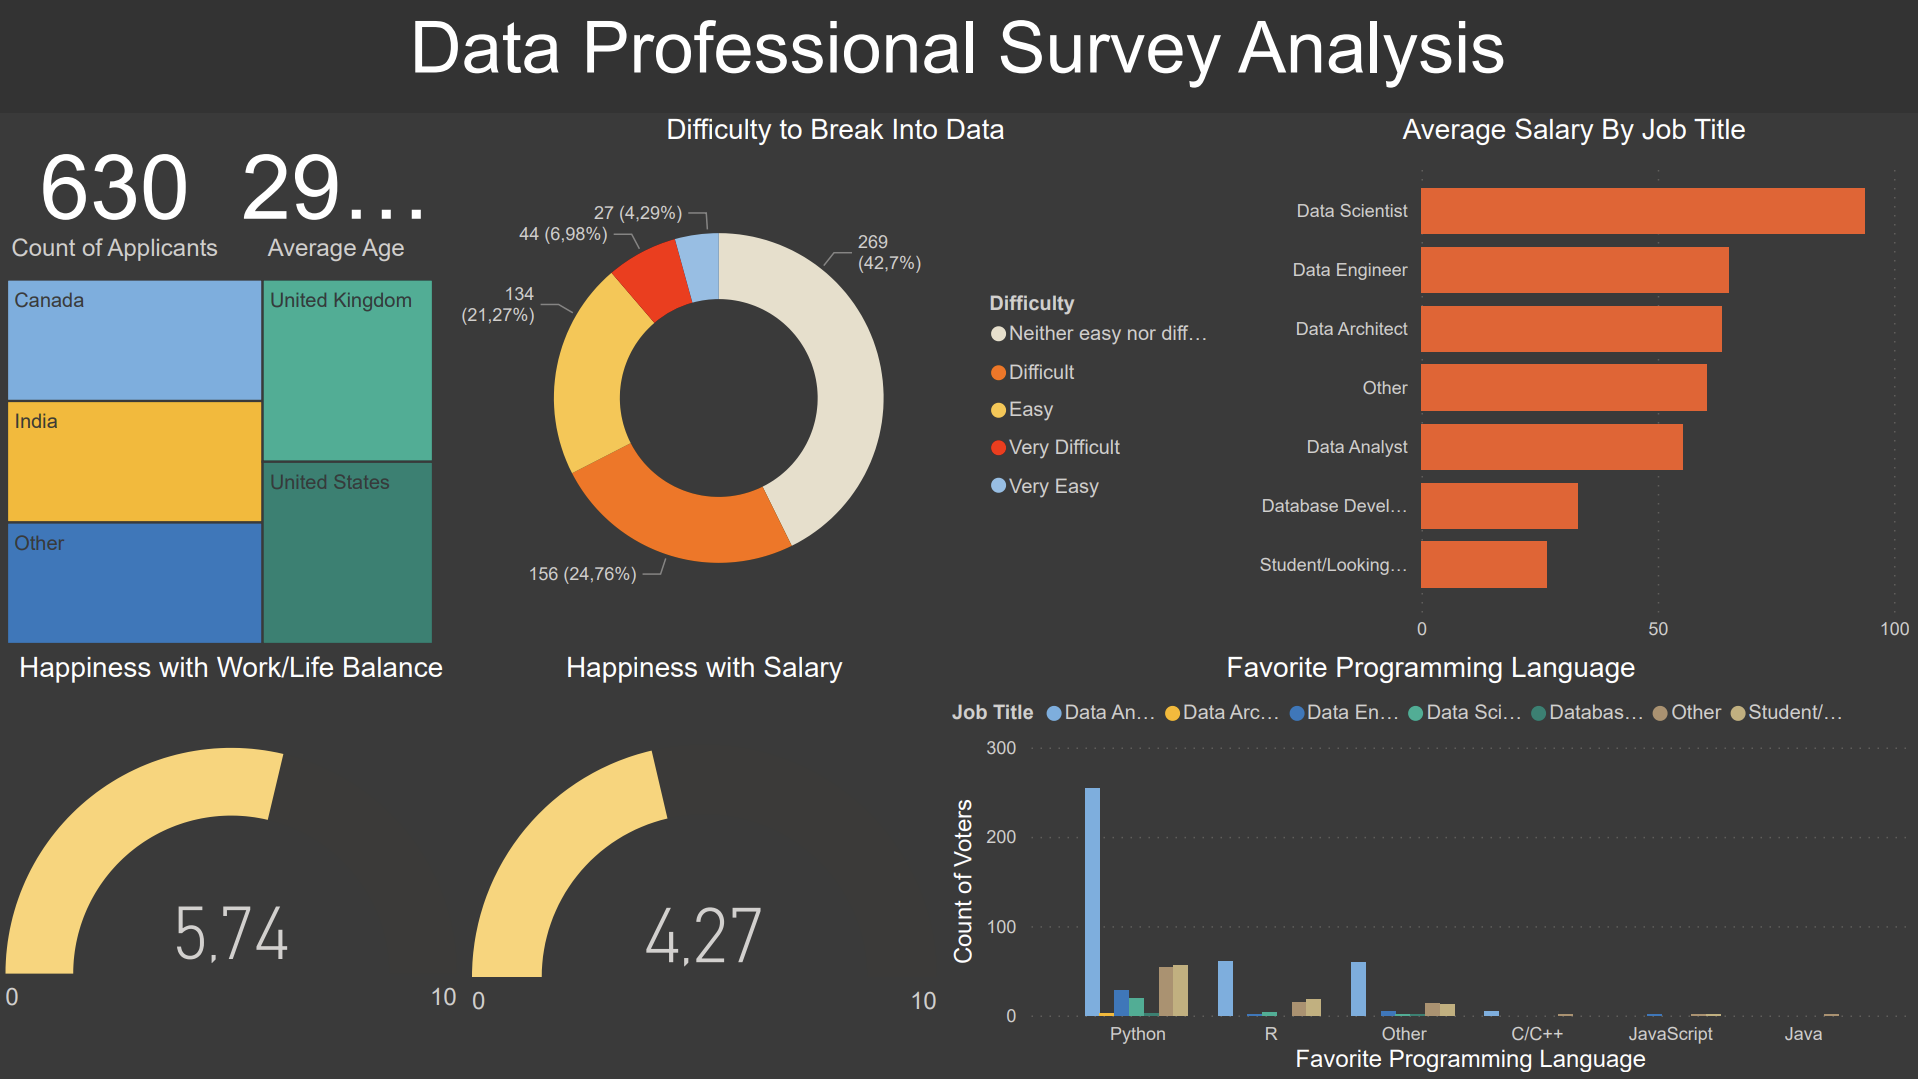 Data Professional Survey Analysis
630
Count of Applicants
29…
Average Age
Canada
India
Other
United Kingdom
United States
Difficulty to Break Into Data
27 (4,29%)
44 (6,98%)
134
(21,27%)
156 (24,76%)
269
(42,7%)
Difficulty
Neither easy nor diff…
Difficult
Easy
Very Difficult
Very Easy
Average Salary By Job Title
Data Scientist
Data Engineer
Data Architect
Other
Data Analyst
Database Devel…
Student/Looking…
0 50 100
Happiness with Work/Life Balance
5,74
0 10
Happiness with Salary
4,27
0 10
Favorite Programming Language
Job Title Data An… Data Arc… Data En… Data Sci… Databas… Other Student/…
Count of Voters
300
200
100
0
Python R Other C/C++ JavaScript Java
Favorite Programming Language